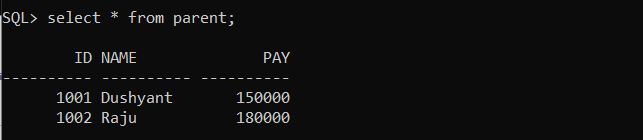 SQL> select * from parent;
ID NAME PAY
---------- ---------- ----------
1001 Dushyant 150000
1002 Raju 180000